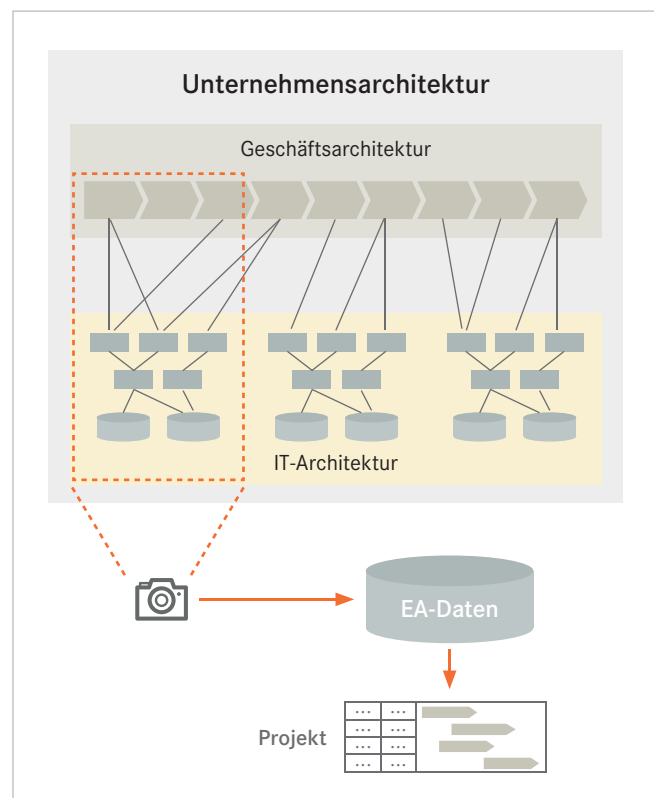 Unternehmensarchitektur
Geschäftsarchitektur
IT-Architektur
EA-Daten
Projekt
... ...
... ...
... ...
... ...